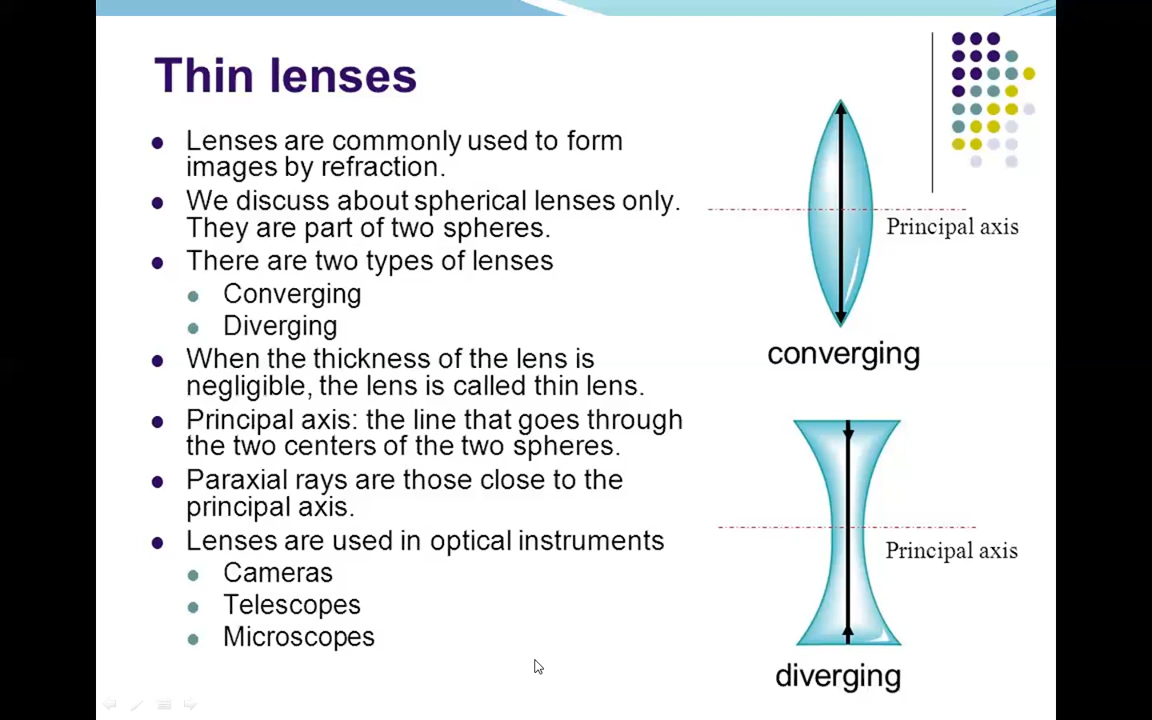 Thin lenses
Lenses are commonly used to form
images by refraction.
We discuss about spherical lenses only.
They are part of two spheres.
There are two types of lenses
Converging
Diverging
When the thickness of the lens is
negligible, the lens is called thin lens.
Principal axis: the line that goes through
the two centers of the two spheres.
Paraxial rays are those close to the
principal axis.
Lenses are used in optical instruments
Cameras
Telescopes
Microscopes
Principal axis
converging
Principal axis
diverging